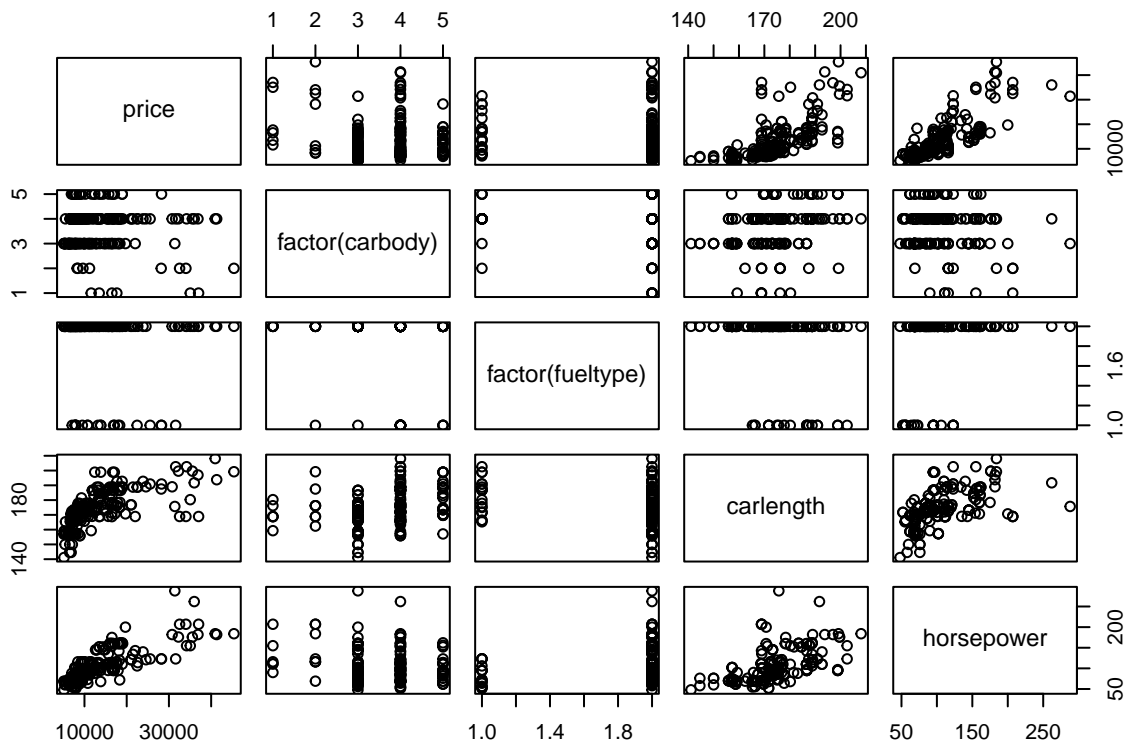 1 2 3 4 5
140 170 200
price
10000
5
3
1
factor(carbody)
factor(fueltype)
1.6
1.0
180
140
carlength
horsepower
200
50
10000 30000
1.0 1.4 1.8
50 150 250